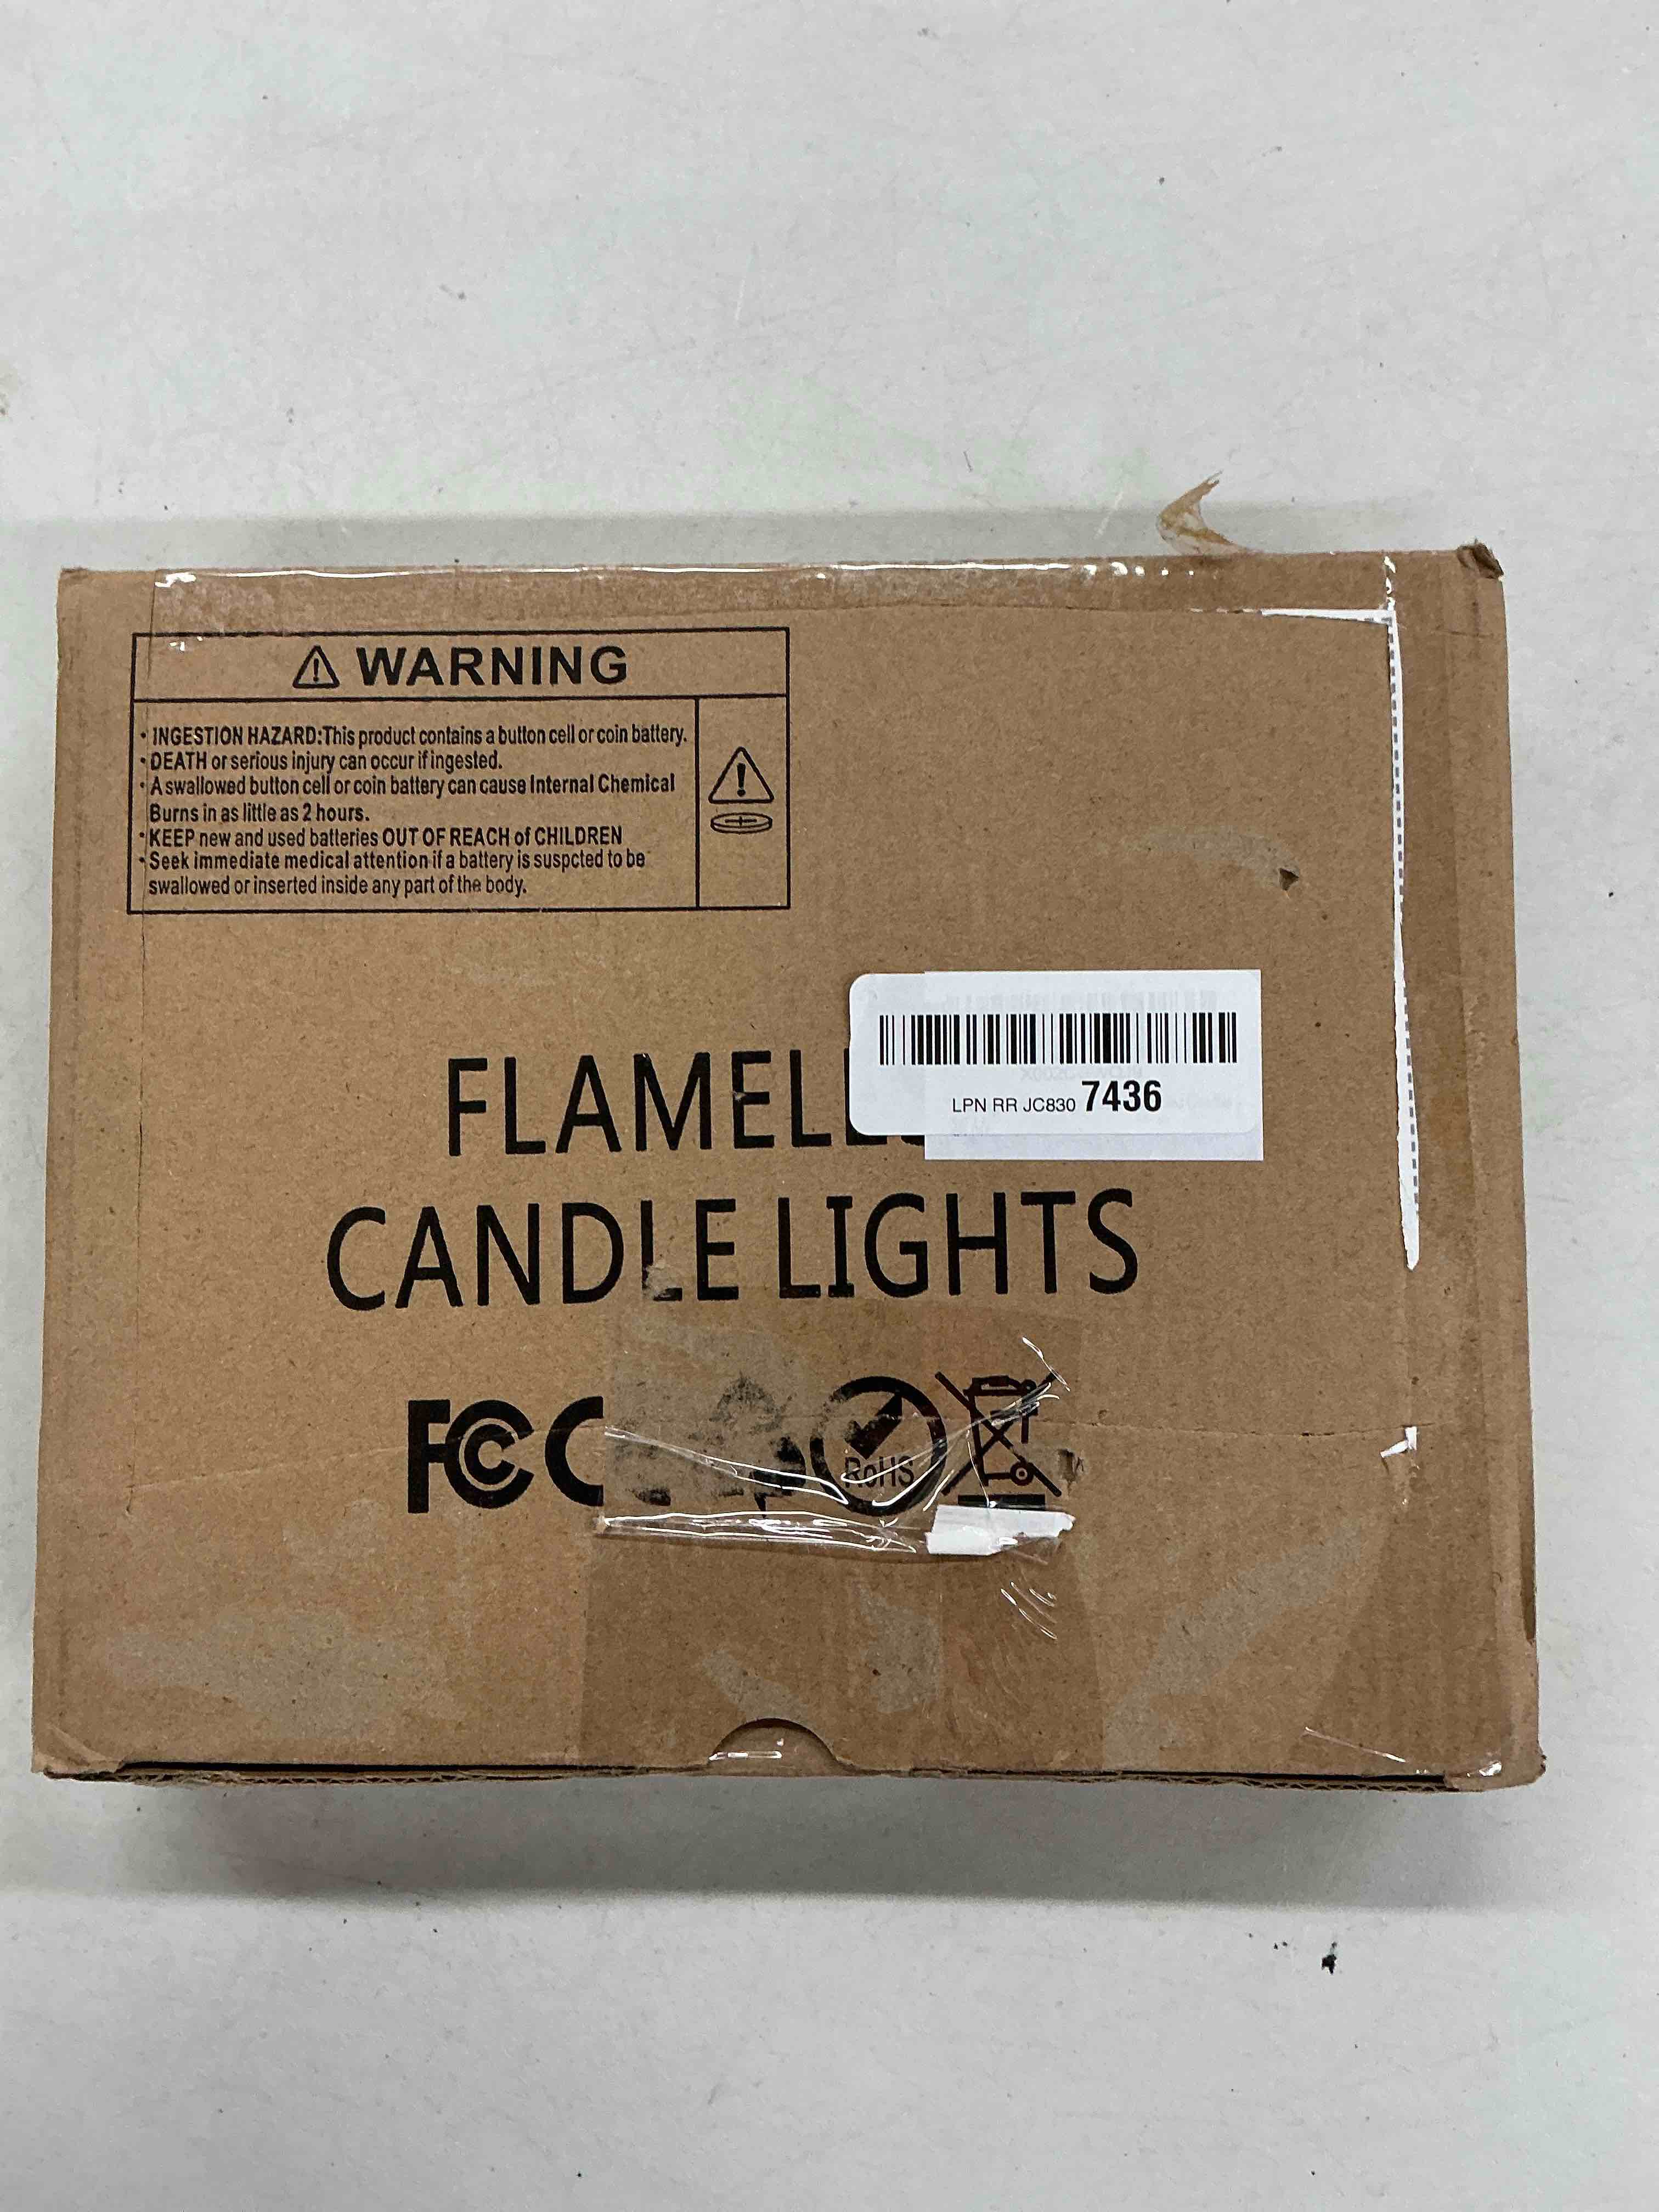 WARNING
• INGESTION HAZARD:This product contains a button cell or coin battery.
• DEATH or serious injury can occur if ingested.
• A swallowed button cell or coin battery can cause Internal Chemical
Burns in as little as 2 hours.
• KEEP new and used batteries OUT OF REACH of CHILDREN
• Seek immediate medical attention if a battery is suspcted to be
swallowed or inserted inside any part of the body.
LPN RR JC830 7436
CANDLE LIGHTS
FC
RoHS